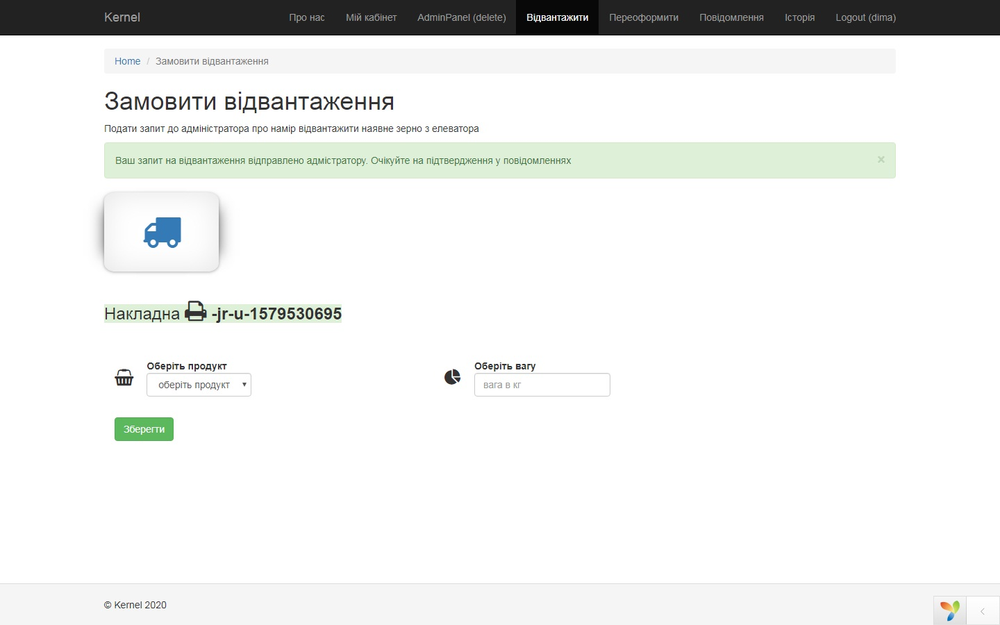 Kernel Про нас Мій кабінет AdminPanel (delete) Відвантажити Переоформити Повідомлення Історія Logout (dima)
Home / Замовити відвантаження
Замовити відвантаження
Подати запит до адміністратора про намір відвантажити наявне зерно з елеватора
Ваш запит на відвантаження відправлено адмістратору. Очікуйте на підтвердження у повідомленнях ×
Накладна -jr-u-1579530695
Оберіть продукт Оберіть вагу
оберіть продукт вага в кг
Зберегти
© Kernel 2020